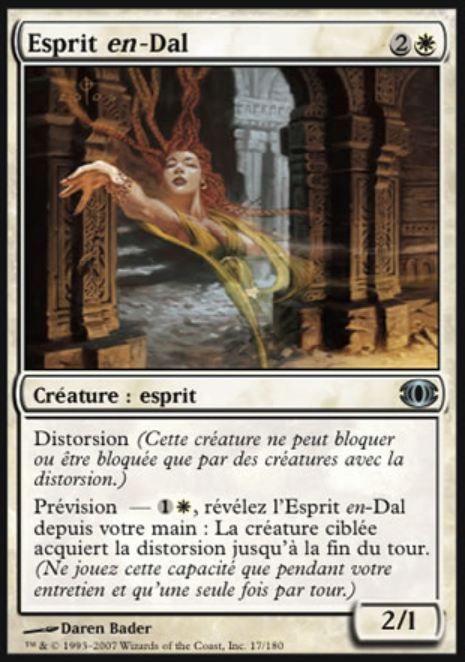 Esprit en-Dal 2
Créature : esprit
Distorsion (Cette créature ne peut bloquer
ou être bloquée que par des créatures avec la
distorsion.)
Prévision — 1, révélez l'Esprit en-Dal
depuis votre main : La créature ciblée
acquiert la distorsion jusqu'à la fin du tour.
(Ne jouez cette capacité que pendant votre
entretien et qu'une seule fois par tour.)
2/1
Daren Bader
™ & © 1993–2007 Wizards of the Coast, Inc. 17/180